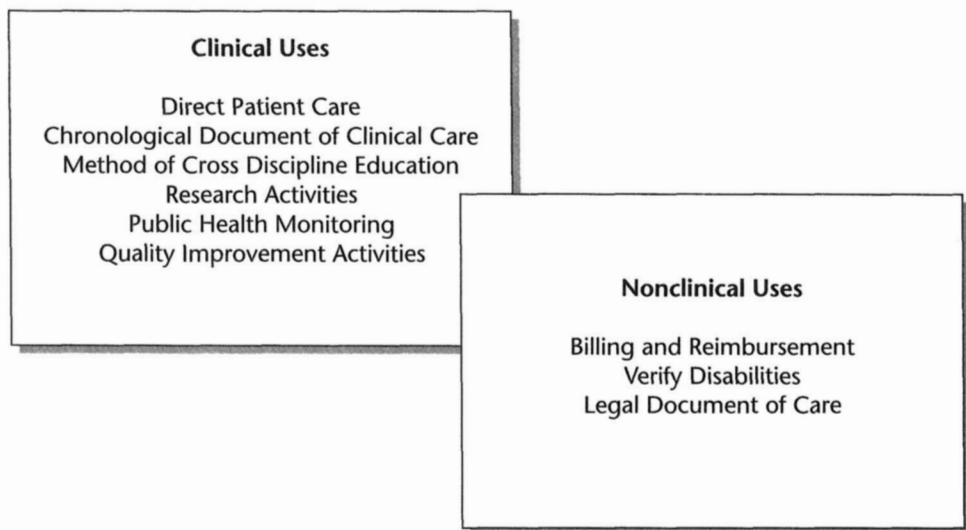 Clinical Uses
Direct Patient Care
Chronological Document of Clinical Care
Method of Cross Discipline Education
Research Activities
Public Health Monitoring
Quality Improvement Activities
Nonclinical Uses
Billing and Reimbursement
Verify Disabilities
Legal Document of Care